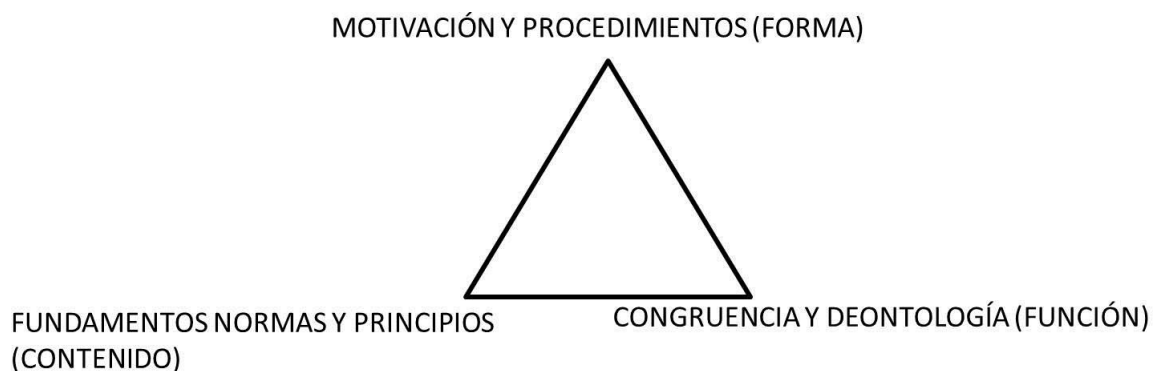 MOTIVACIÓN Y PROCEDIMIENTOS (FORMA)
FUNDAMENTOS NORMAS Y PRINCIPIOS
(CONTENIDO)
CONGRUENCIA Y DEONTOLOGÍA (FUNCIÓN)